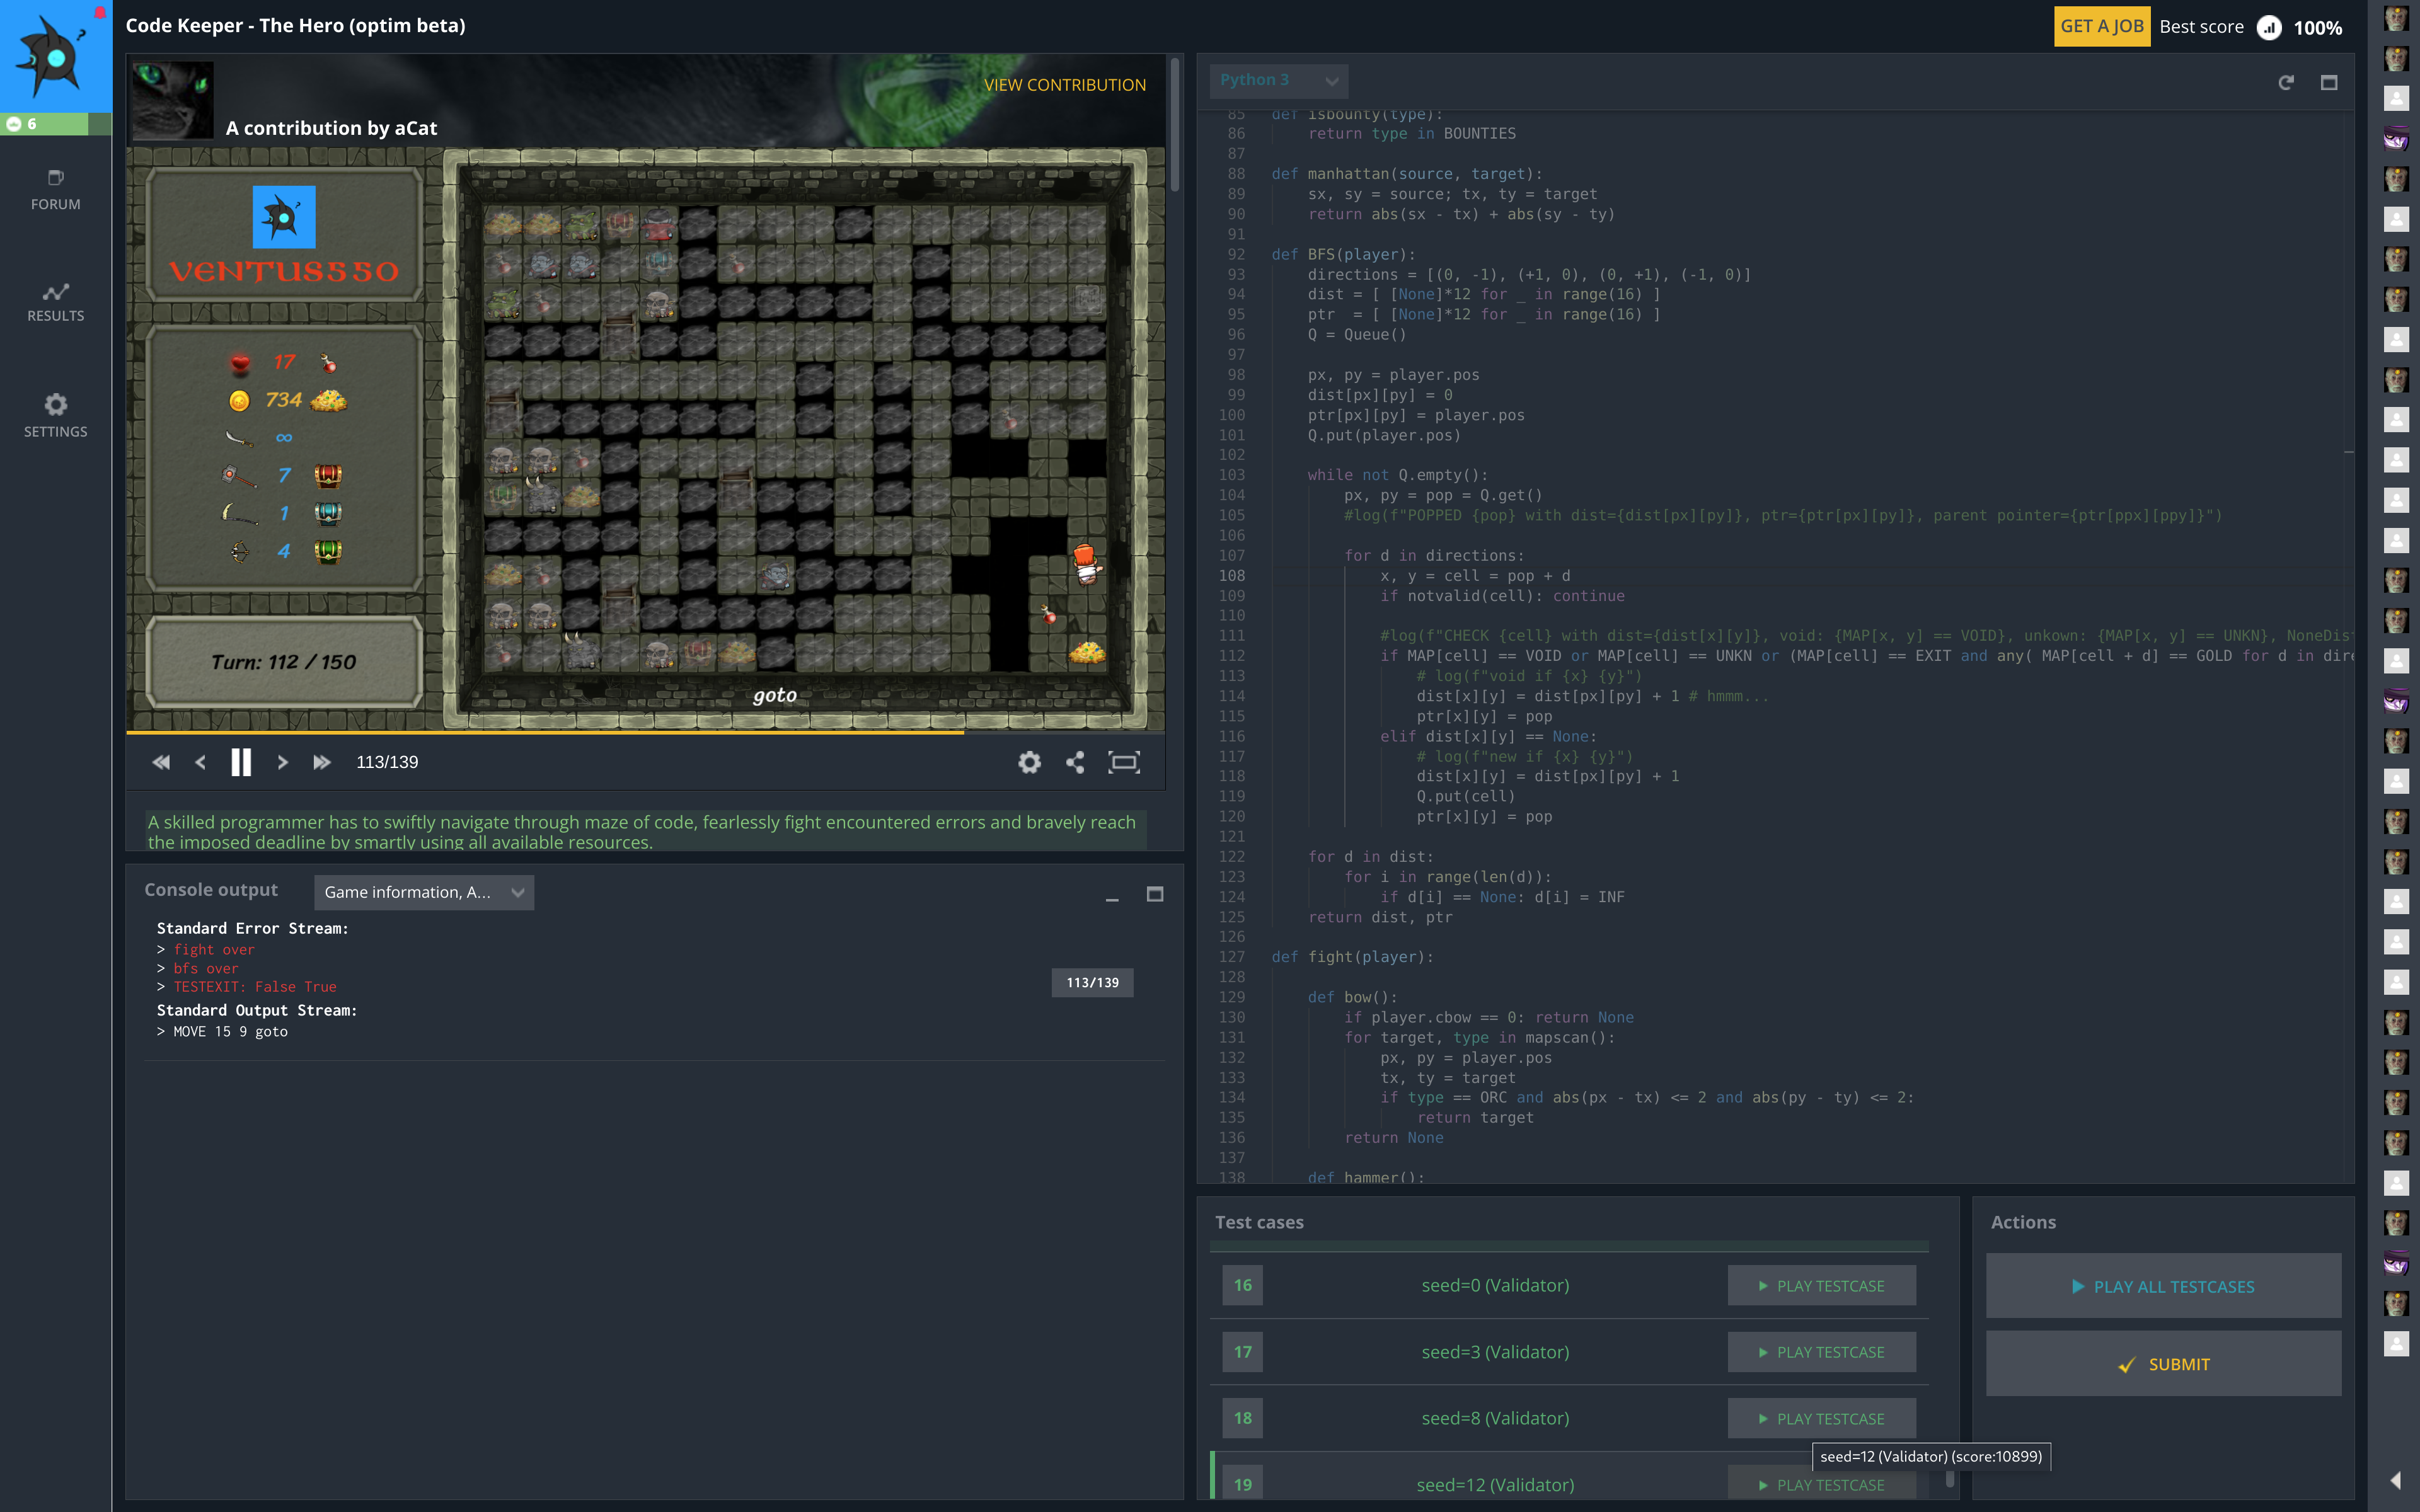 Code Keeper - The Hero (optim beta)
GET A JOB
Best score
100%
6
FORUM
RESULTS
SETTINGS
VIEW CONTRIBUTION
A contribution by aCat
VENTUS550
17
734
∞
7
1
4
Turn: 112 / 150
goto
113/139
A skilled programmer has to swiftly navigate through maze of code, fearlessly fight encountered errors and bravely reach
the imposed deadline by smartly using all available resources.
Console output
Game information, A...
Standard Error Stream:
> fight over
> bfs over
> TESTEXIT: False True
113/139
Standard Output Stream:
> MOVE 15 9 goto
Python 3
85 def isbounty(type):
86 return type in BOUNTIES
87
88 def manhattan(source, target):
89 sx, sy = source; tx, ty = target
90 return abs(sx - tx) + abs(sy - ty)
91
92 def BFS(player):
93 directions = [(0, -1), (+1, 0), (0, +1), (-1, 0)]
94 dist = [ [None]*12 for _ in range(16) ]
95 ptr  = [ [None]*12 for _ in range(16) ]
96 Q = Queue()
97
98 px, py = player.pos
99 dist[px][py] = 0
100 ptr[px][py] = player.pos
101 Q.put(player.pos)
102
103 while not Q.empty():
104 px, py = pop = Q.get()
105 #log(f"POPPED {pop} with dist={dist[px][py]}, ptr={ptr[px][py]}, parent pointer={ptr[ppx][ppy]}")
106
107 for d in directions:
108 x, y = cell = pop + d
109 if notvalid(cell): continue
110
111 #log(f"CHECK {cell} with dist={dist[x][y]}, void: {MAP[x, y] == VOID}, unkown: {MAP[x, y] == UNKN}, NoneDis
112 if MAP[cell] == VOID or MAP[cell] == UNKN or (MAP[cell] == EXIT and any( MAP[cell + d] == GOLD for d in dire
113 # log(f"void if {x} {y}")
114 dist[x][y] = dist[px][py] + 1 # hmmm...
115 ptr[x][y] = pop
116 elif dist[x][y] == None:
117 # log(f"new if {x} {y}")
118 dist[x][y] = dist[px][py] + 1
119 Q.put(cell)
120 ptr[x][y] = pop
121
122 for d in dist:
123 for i in range(len(d)):
124 if d[i] == None: d[i] = INF
125 return dist, ptr
126
127 def fight(player):
128
129 def bow():
130 if player.cbow == 0: return None
131 for target, type in mapscan():
132 px, py = player.pos
133 tx, ty = target
134 if type == ORC and abs(px - tx) <= 2 and abs(py - ty) <= 2:
135 return target
136 return None
137
138 def hammer():
Test cases
16 seed=0 (Validator) PLAY TESTCASE
17 seed=3 (Validator) PLAY TESTCASE
18 seed=8 (Validator) PLAY TESTCASE
seed=12 (Validator) (score:10899)
19 seed=12 (Validator) PLAY TESTCASE
Actions
PLAY ALL TESTCASES
SUBMIT